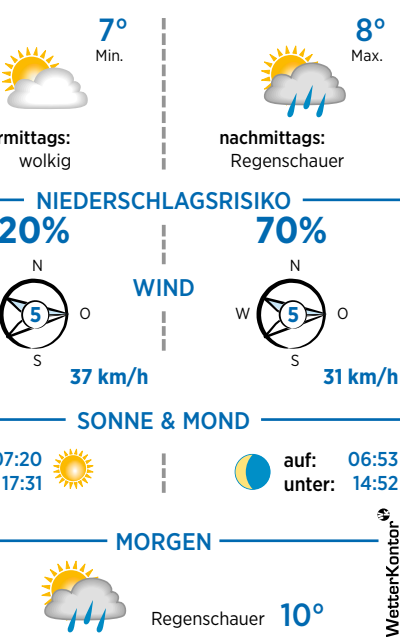 7°
Min.
8°
Max.
rmittags:
wolkig
nachmittags:
Regenschauer
NIEDERSCHLAGSRISIKO
20%
70%
WIND
N
5
O
S
37 km/h
N
W
5
O
S
31 km/h
SONNE & MOND
07:20
17:31
auf: 06:53
unter: 14:52
MORGEN
Regenschauer 10°
WetterKontor